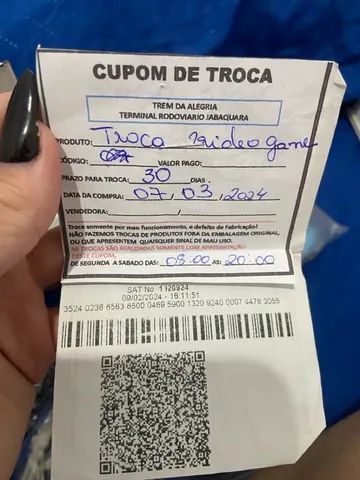 CUPOM DE TROCA
TREM DA ALEGRIA
TERMINAL RODOVIARIO JABAQUARA
PRODUTO: Troca video game
CÓDIGO: VALOR PAGO:
PRAZO PARA TROCA: 30 DIAS.
DATA DA COMPRA: 07 / 03 / 2024
VENDEDORA: /
Troca somente por mau funcionamento, e defeito de Fabricação!
NÃO FAZEMOS TROCAS DE PRODUTOS FORA DA EMBALAGEM ORIGINAL,
OU QUE APRESENTEM QUAISQUER SINAL DE MAU USO.
AS TROCAS SÃO REALIZADAS SOMENTE COM APRESENTAÇÃO
DESTE CUPOM,
DE SEGUNDA A SABADO DAS: 08:00 AS: 20:00
SAT No. 1320924
09/02/2024 - 18:11:51
3524 0236 6563 6500 0469 5900 1320 9240 0007 4476 3055